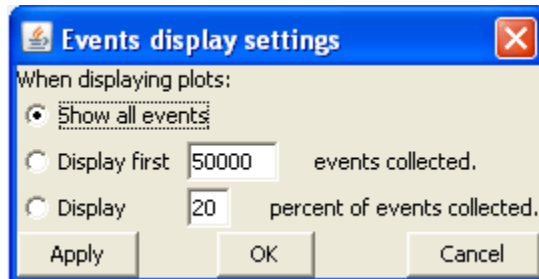 Events display settings
When displaying plots:
Show all events
Display first 50000 events collected.
Display 20 percent of events collected.
Apply OK Cancel